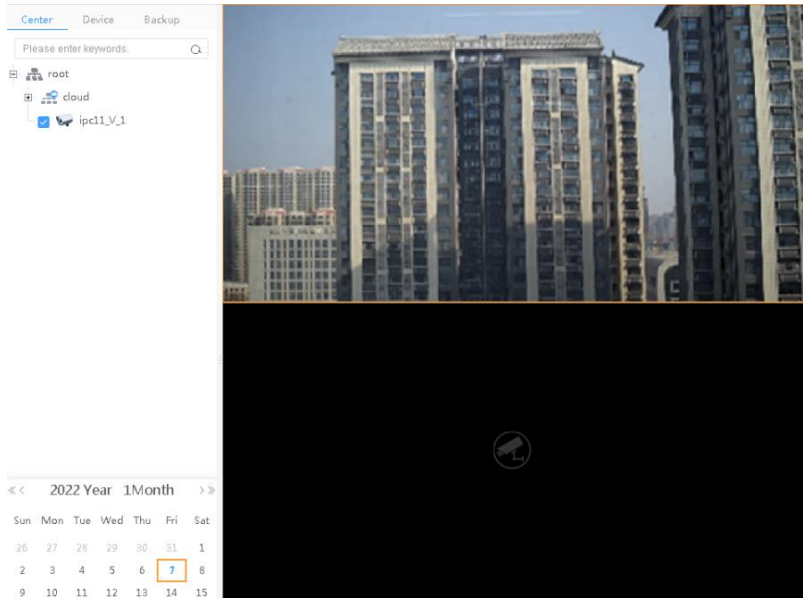 Center Device Backup
Please enter keywords.
root
cloud
ipc11_V_1
<< < 2022 Year 1Month > >>
Sun Mon Tue Wed Thu Fri Sat
26 27 28 29 30 31 1
2 3 4 5 6 7 8
9 10 11 12 13 14 15